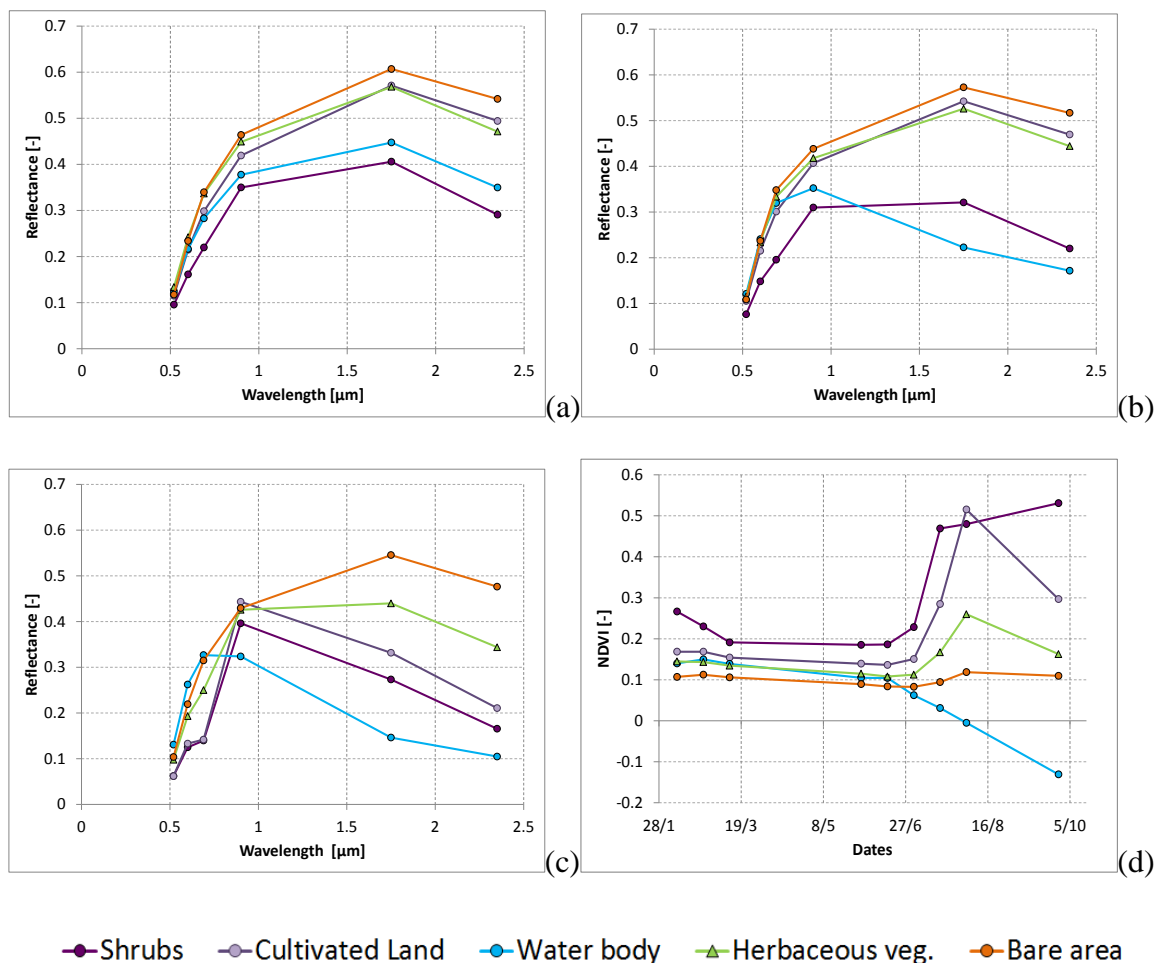 0.7
0.6
0.5
0.4
0.3
0.2
0.1
0
Reflectance [-]
0 0.5 1 1.5 2 2.5
Wavelength [µm]
(a)
0.7
0.6
0.5
0.4
0.3
0.2
0.1
0
Reflectance [-]
0 0.5 1 1.5 2 2.5
Wavelength [µm]
(b)
0.7
0.6
0.5
0.4
0.3
0.2
0.1
0
Reflectance [-]
0 0.5 1 1.5 2 2.5
Wavelength [µm]
(c)
0.6
0.5
0.4
0.3
0.2
0.1
0
-0.1
-0.2
NDVI [-]
28/1 19/3 8/5 27/6 16/8 5/10
Dates
(d)
Shrubs Cultivated Land Water body Herbaceous veg. Bare area